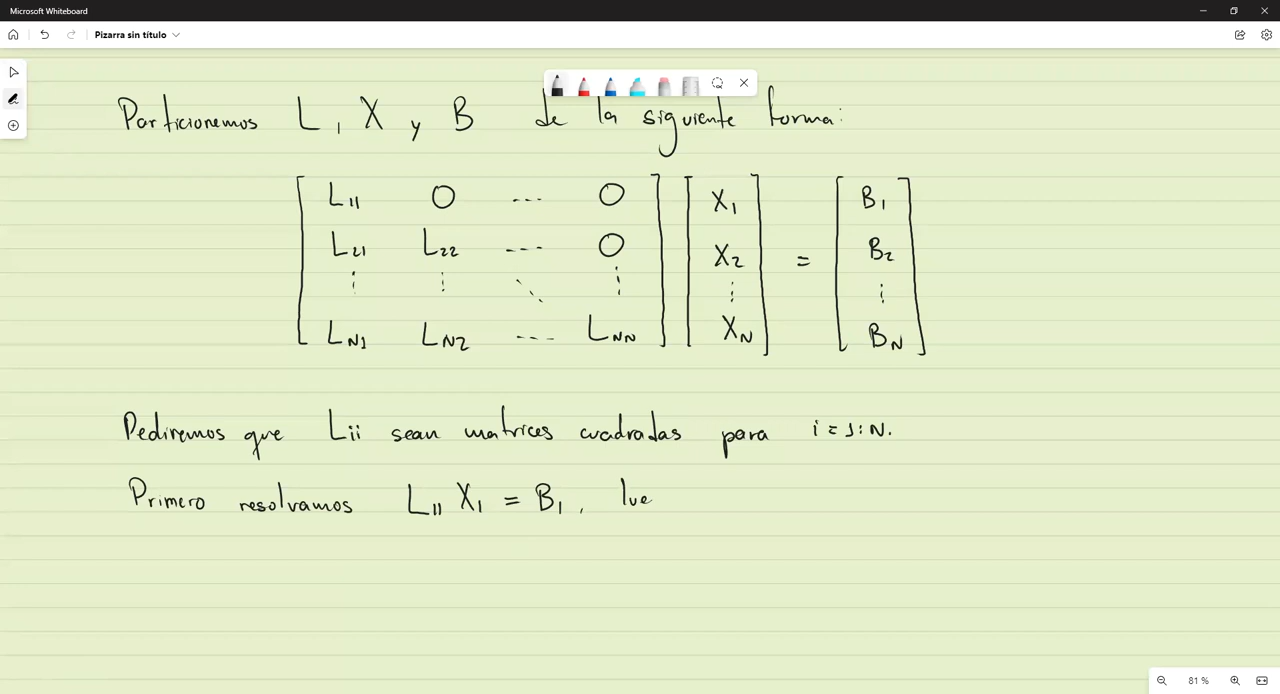 Microsoft Whiteboard
Pizarra sin título
Particionemos L, X y B de la siguiente forma:
[ L11 0 --- 0 ] [ X1 ] [ B1 ]
[ L21 L22 --- 0 ] [ X2 ] = [ B2 ]
[ ⋮ ⋮ ⋱ ⋮ ] [ ⋮ ] [ ⋮ ]
[ LN1 LN2 --- LNN ] [ XN ] [ BN ]
Pediremos que Lii sean matrices cuadradas para i = 1:N.
Primero resolvamos L11 X1 = B1, lue
81 %